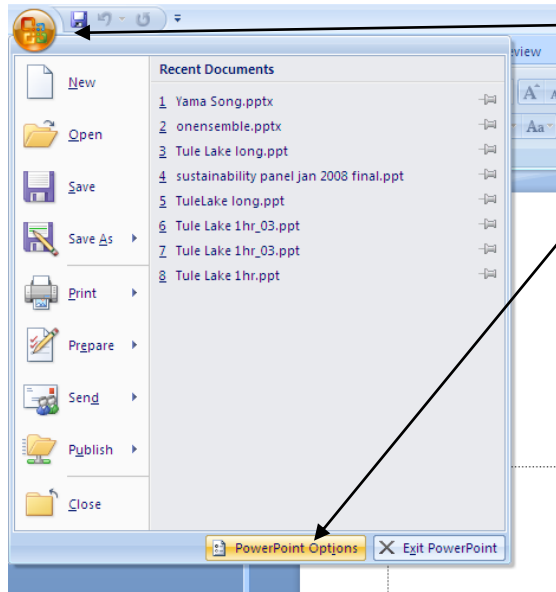 view
New
Open
Save
Save As
Print
Prepare
Send
Publish
Close
Recent Documents
1 Yama Song.pptx
2 onensemble.pptx
3 Tule Lake long.ppt
4 sustainability panel jan 2008 final.ppt
5 TuleLake long.ppt
6 Tule Lake 1hr_03.ppt
7 Tule Lake 1hr_03.ppt
8 Tule Lake 1hr.ppt
A A
Aa
PowerPoint Options
X Exit PowerPoint